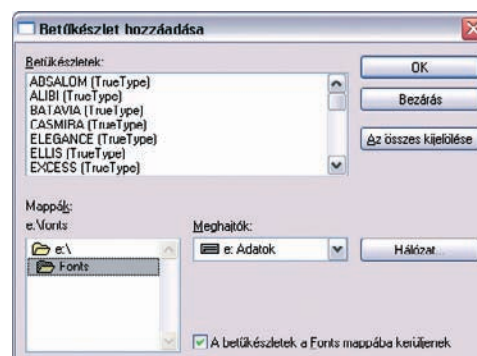 Betűkészlet hozzáadása
Betűkészletek:
ABSALOM (TrueType)
ALIBI (TrueType)
BATAVIA (TrueType)
CASMIRA (TrueType)
ELEGANCE (TrueType)
ELLIS (TrueType)
EXCESS (TrueType)
OK
Bezárás
Az összes kijelölése
Mappák:
e:\fonts
e:\
Fonts
Meghajtók:
e: Adatok
Hálózat...
A betűkészletek a Fonts mappába kerüljenek